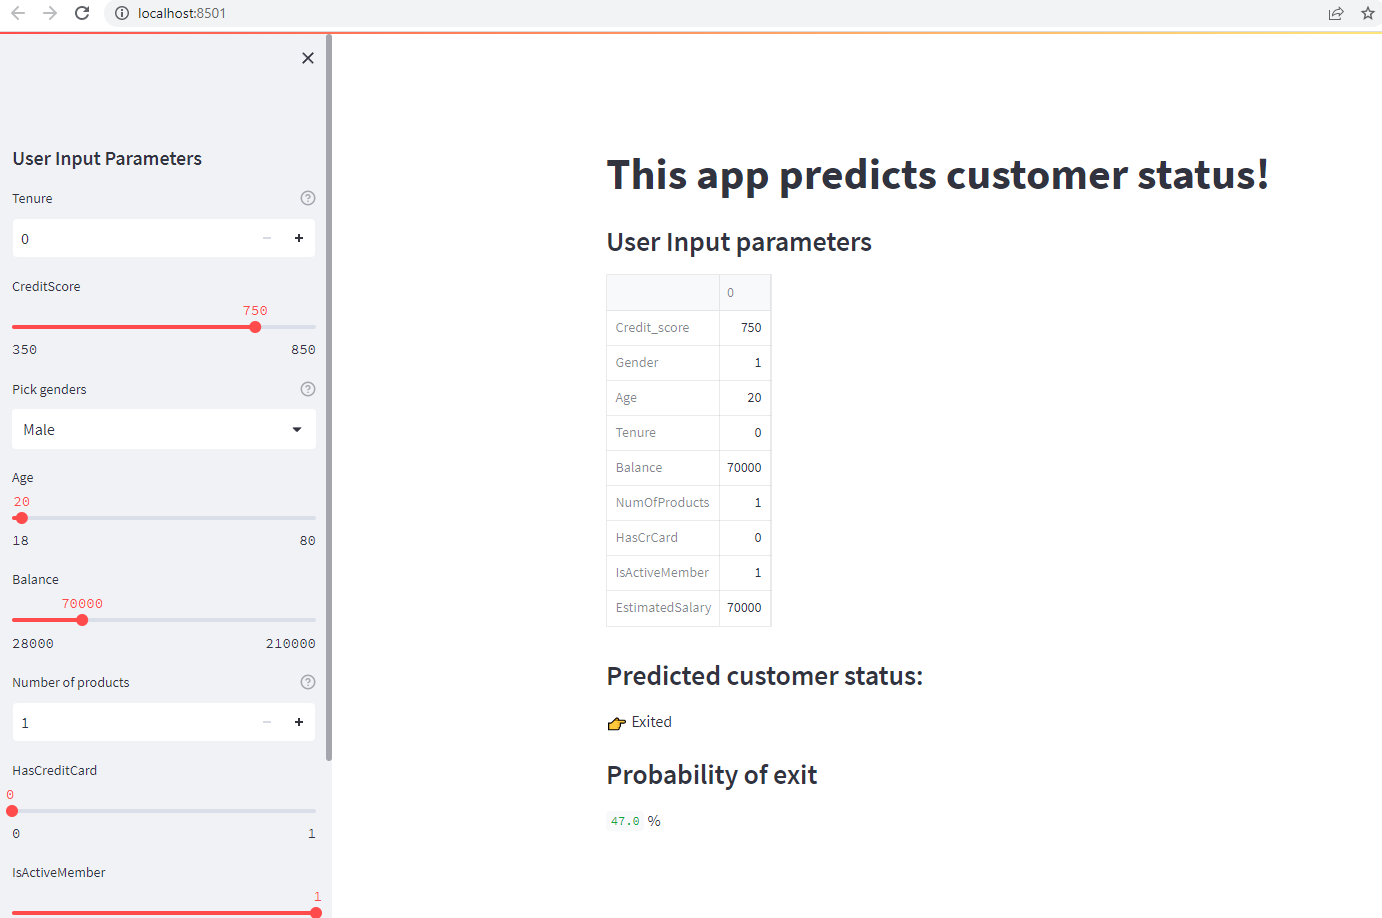 localhost:8501
User Input Parameters
Tenure
0
CreditScore
750
350 850
Pick genders
Male
Age
20
18 80
Balance
70000
28000 210000
Number of products
1
HasCreditCard
0
0 1
IsActiveMember
1
This app predicts customer status!
User Input parameters
0
Credit_score 750
Gender 1
Age 20
Tenure 0
Balance 70000
NumOfProducts 1
HasCrCard 0
IsActiveMember 1
EstimatedSalary 70000
Predicted customer status:
👉 Exited
Probability of exit
47.0 %